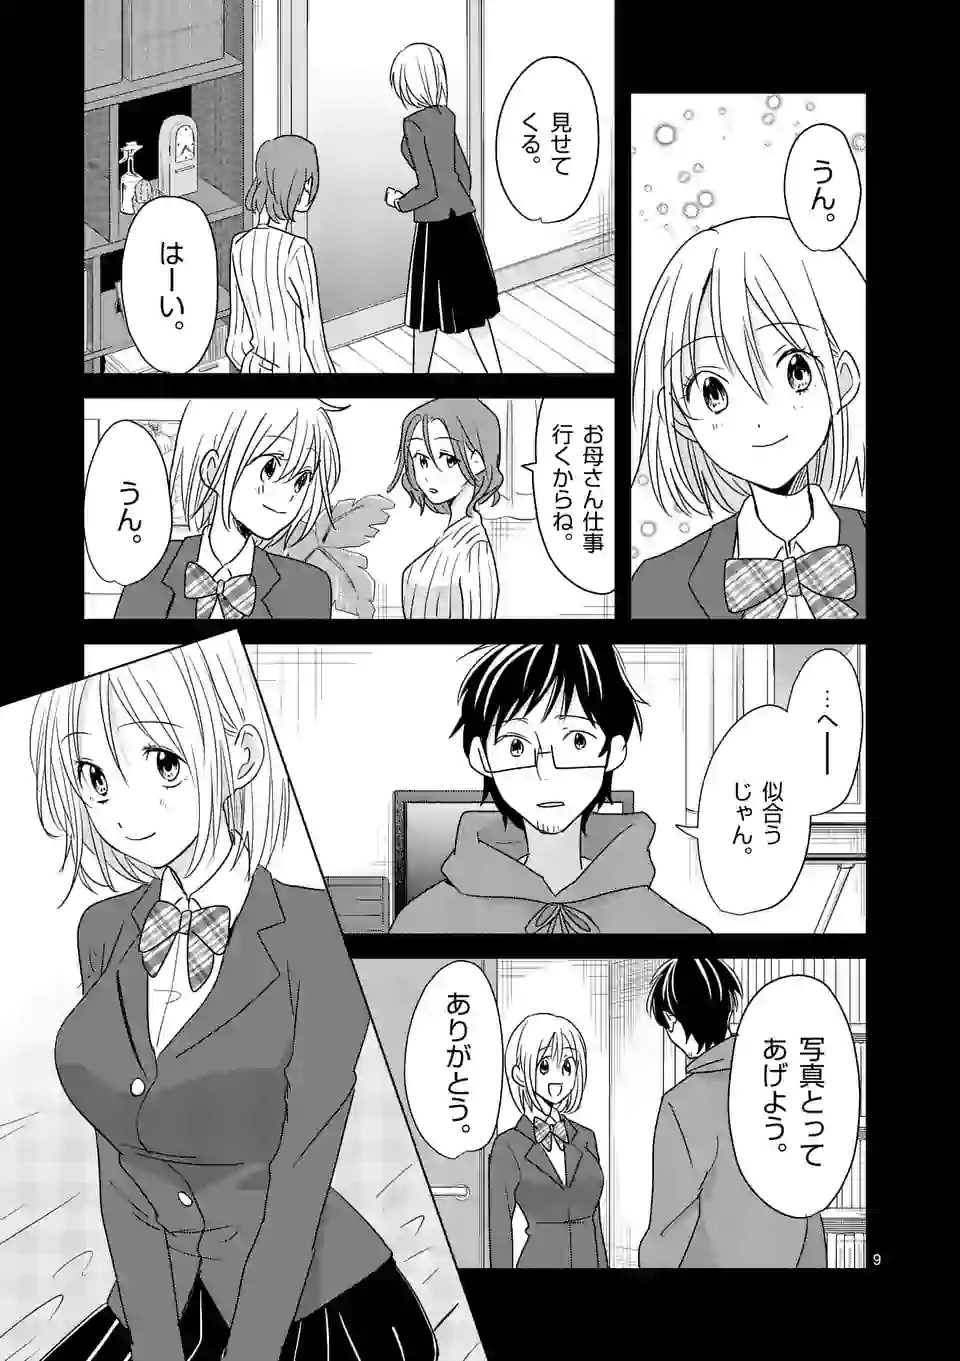 うん。
見せて
くる。
はーい。
お母さん仕事
行くからね。
うん。
…へー
似合う
じゃん。
写真とって
あげよう。
ありがとう。
9